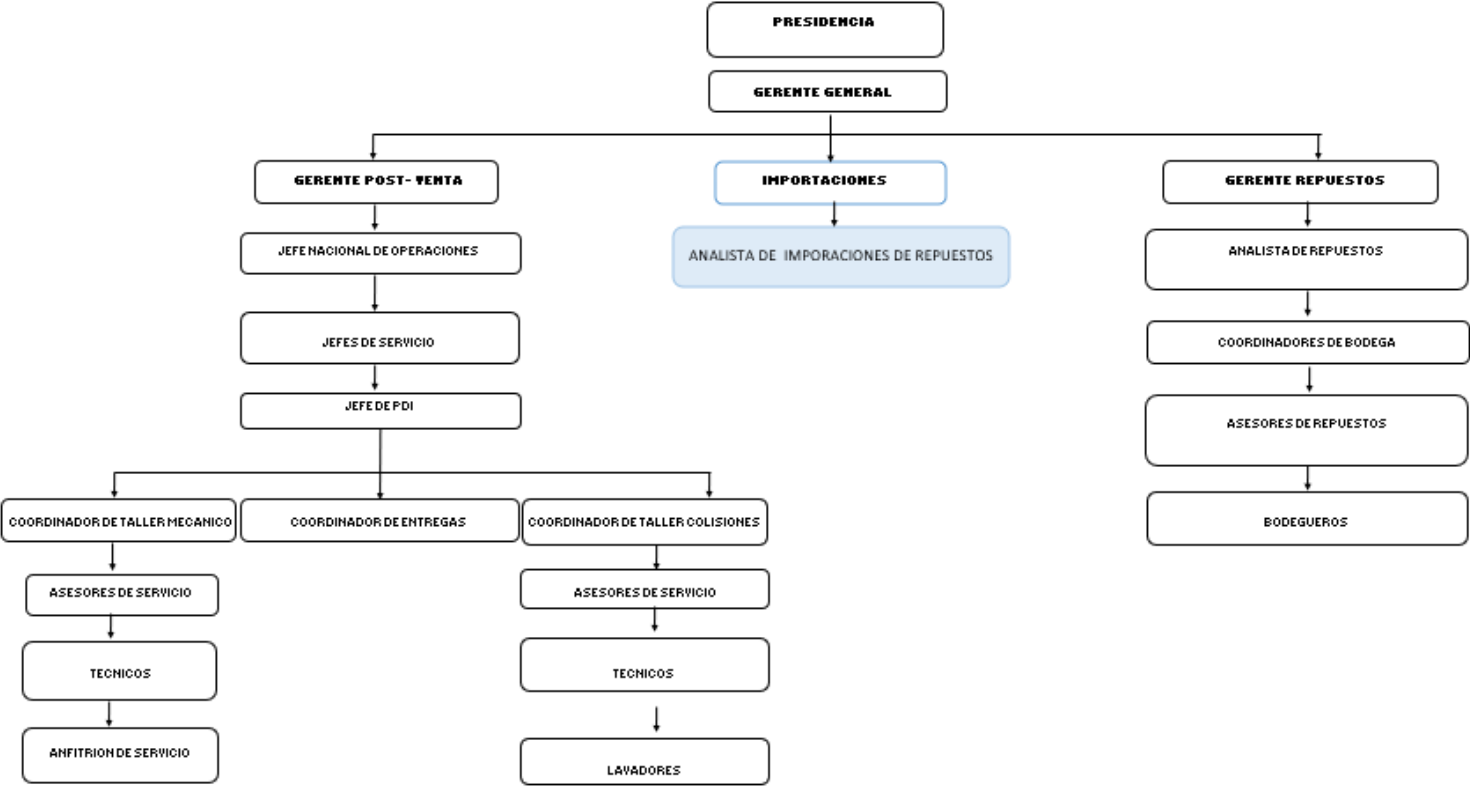 PRESIDENCIA
GERENTE GENERAL
GERENTE POST- VENTA
IMPORTACIONES
GERENTE REPUESTOS
JEFE NACIONAL DE OPERACIONES
ANALISTA DE IMPORACIONES DE REPUESTOS
ANALISTA DE REPUESTOS
JEFES DE SERVICIO
COORDINADORES DE BODEGA
JEFE DE PDI
ASESORES DE REPUESTOS
COORDINADOR DE TALLER MECANICO
COORDINADOR DE ENTREGAS
COORDINADOR DE TALLER COLISIONES
BODEGUEROS
ASESORES DE SERVICIO
ASESORES DE SERVICIO
TECNICOS
TECNICOS
ANFITRION DE SERVICIO
LAVADORES